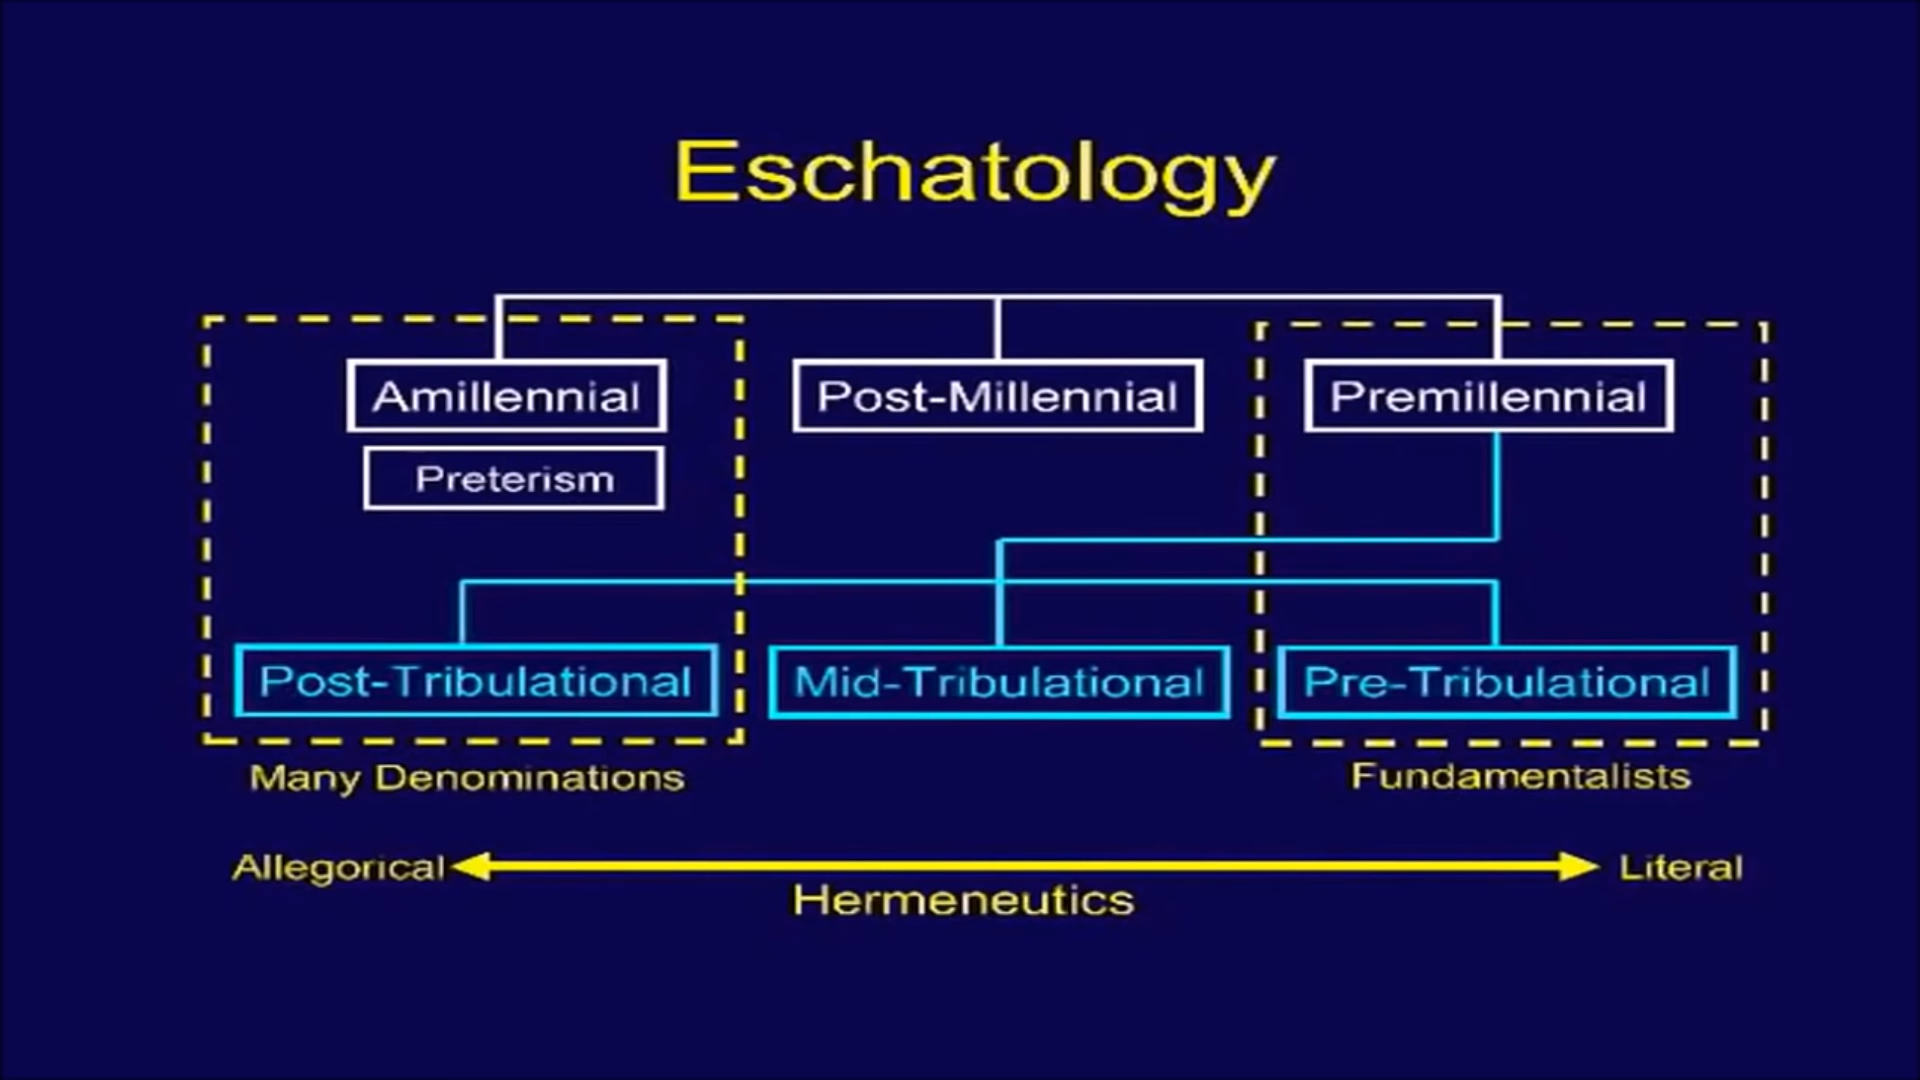 Eschatology
Amillennial
Post-Millennial
Premillennial
Preterism
Post-Tribulational
Mid-Tribulational
Pre-Tribulational
Many Denominations
Fundamentalists
Allegorical
Literal
Hermeneutics